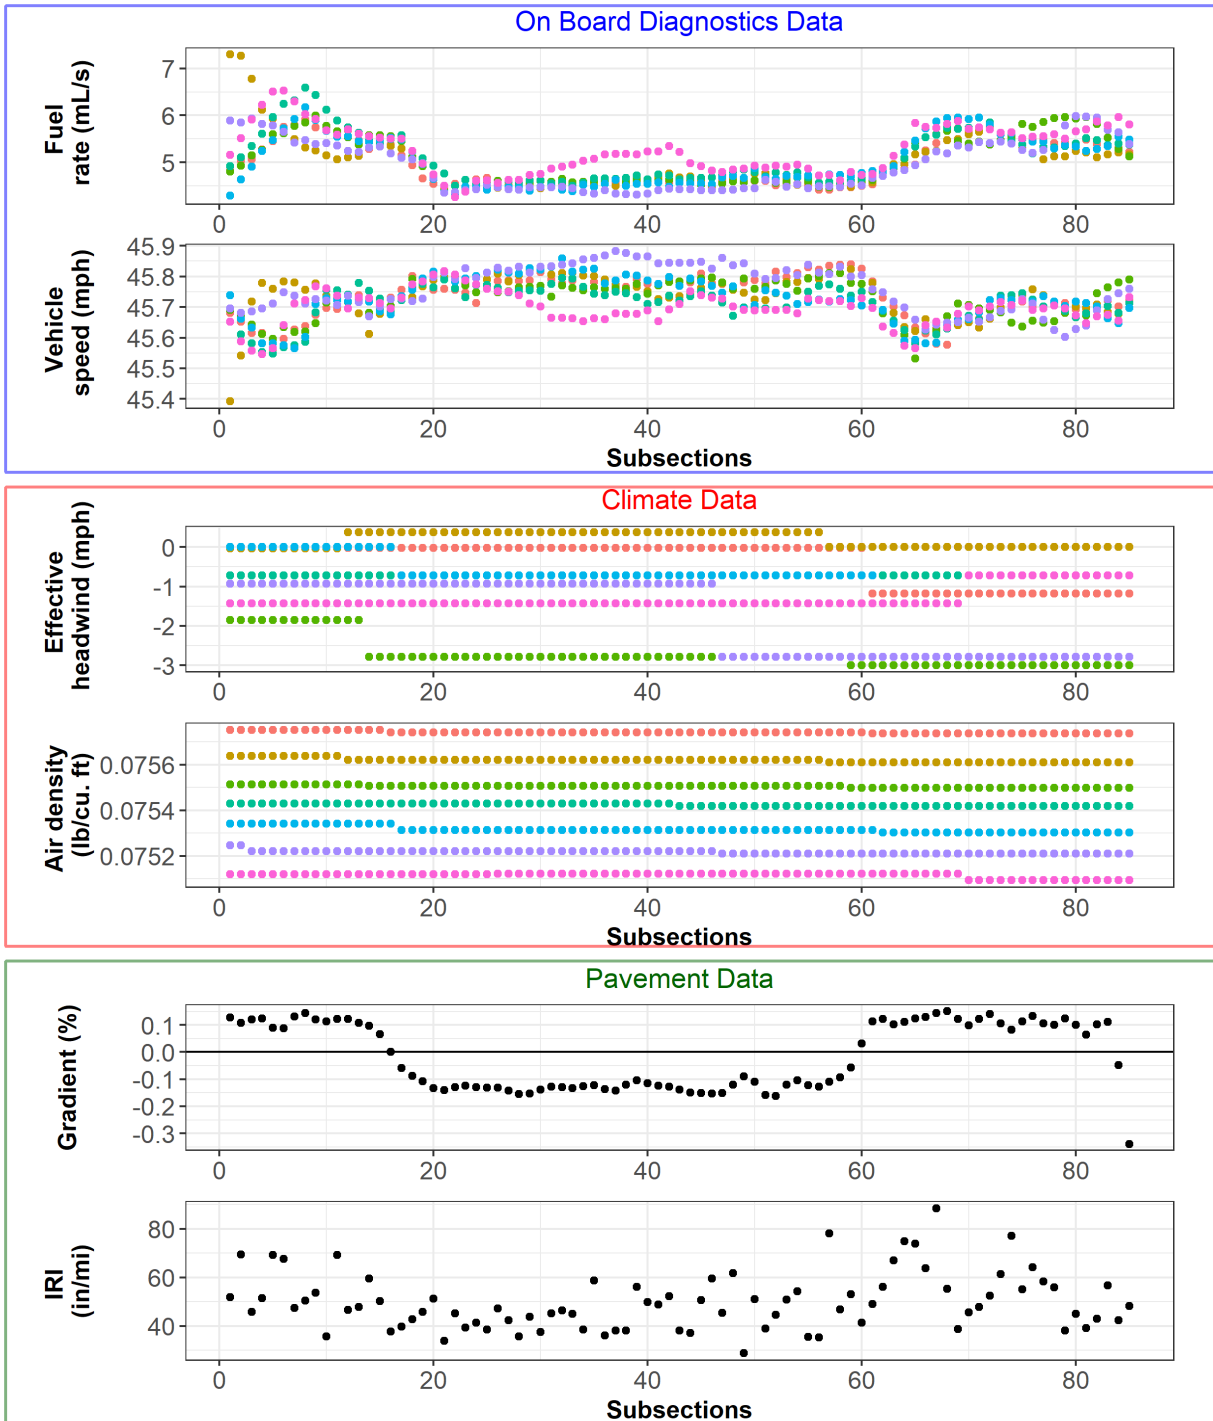 On Board Diagnostics Data
Fuel
rate (mL/s)
7
6
5
0 20 40 60 80
Vehicle
speed (mph)
45.9
45.8
45.7
45.6
45.5
45.4
0 20 40 60 80
Subsections
Climate Data
Effective
headwind (mph)
0
-1
-2
-3
0 20 40 60 80
Air density
(lb/cu. ft)
0.0756
0.0754
0.0752
0 20 40 60 80
Subsections
Pavement Data
Gradient (%)
0.1
0.0
-0.1
-0.2
-0.3
0 20 40 60 80
IRI
(in/mi)
80
60
40
0 20 40 60 80
Subsections